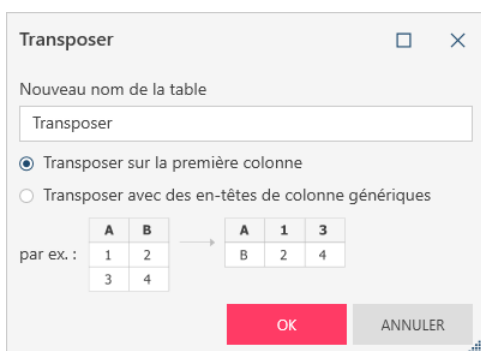 Transposer
Nouveau nom de la table
Transposer
Transposer sur la première colonne
Transposer avec des en-têtes de colonne génériques
par ex. :
A B
1 2
3 4
A 1 3
B 2 4
OK ANNULER